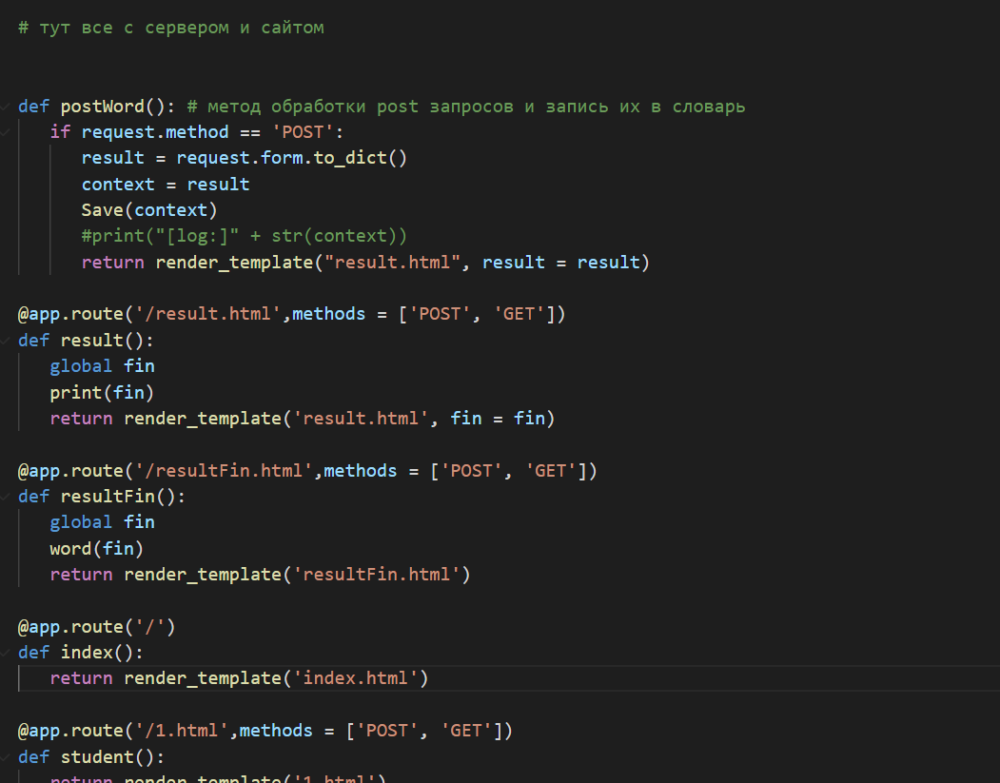 # тут все с сервером и сайтом
def postWord(): # метод обработки post запросов и запись их в словарь
if request.method == 'POST':
result = request.form.to_dict()
context = result
Save(context)
#print("[log:]" + str(context))
return render_template("result.html", result = result)
@app.route('/result.html',methods = ['POST', 'GET'])
def result():
global fin
print(fin)
return render_template('result.html', fin = fin)
@app.route('/resultFin.html',methods = ['POST', 'GET'])
def resultFin():
global fin
word(fin)
return render_template('resultFin.html')
@app.route('/')
def index():
return render_template('index.html')
@app.route('/1.html',methods = ['POST', 'GET'])
def student():
return render_template('1.html')